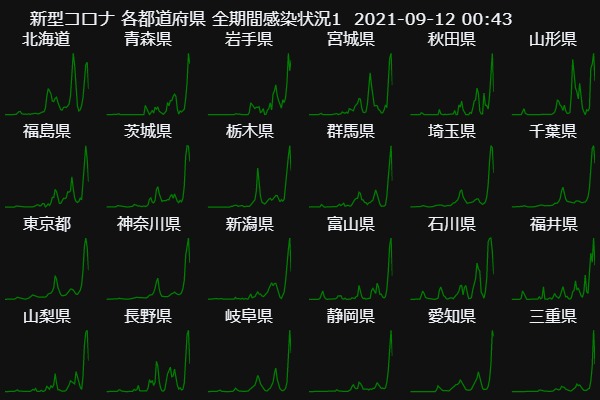 新型コロナ 各都道府県 全期間感染状況1 2021-09-12 00:43
北海道 青森県 岩手県 宮城県 秋田県 山形県
福島県 茨城県 栃木県 群馬県 埼玉県 千葉県
東京都 神奈川県 新潟県 富山県 石川県 福井県
山梨県 長野県 岐阜県 静岡県 愛知県 三重県